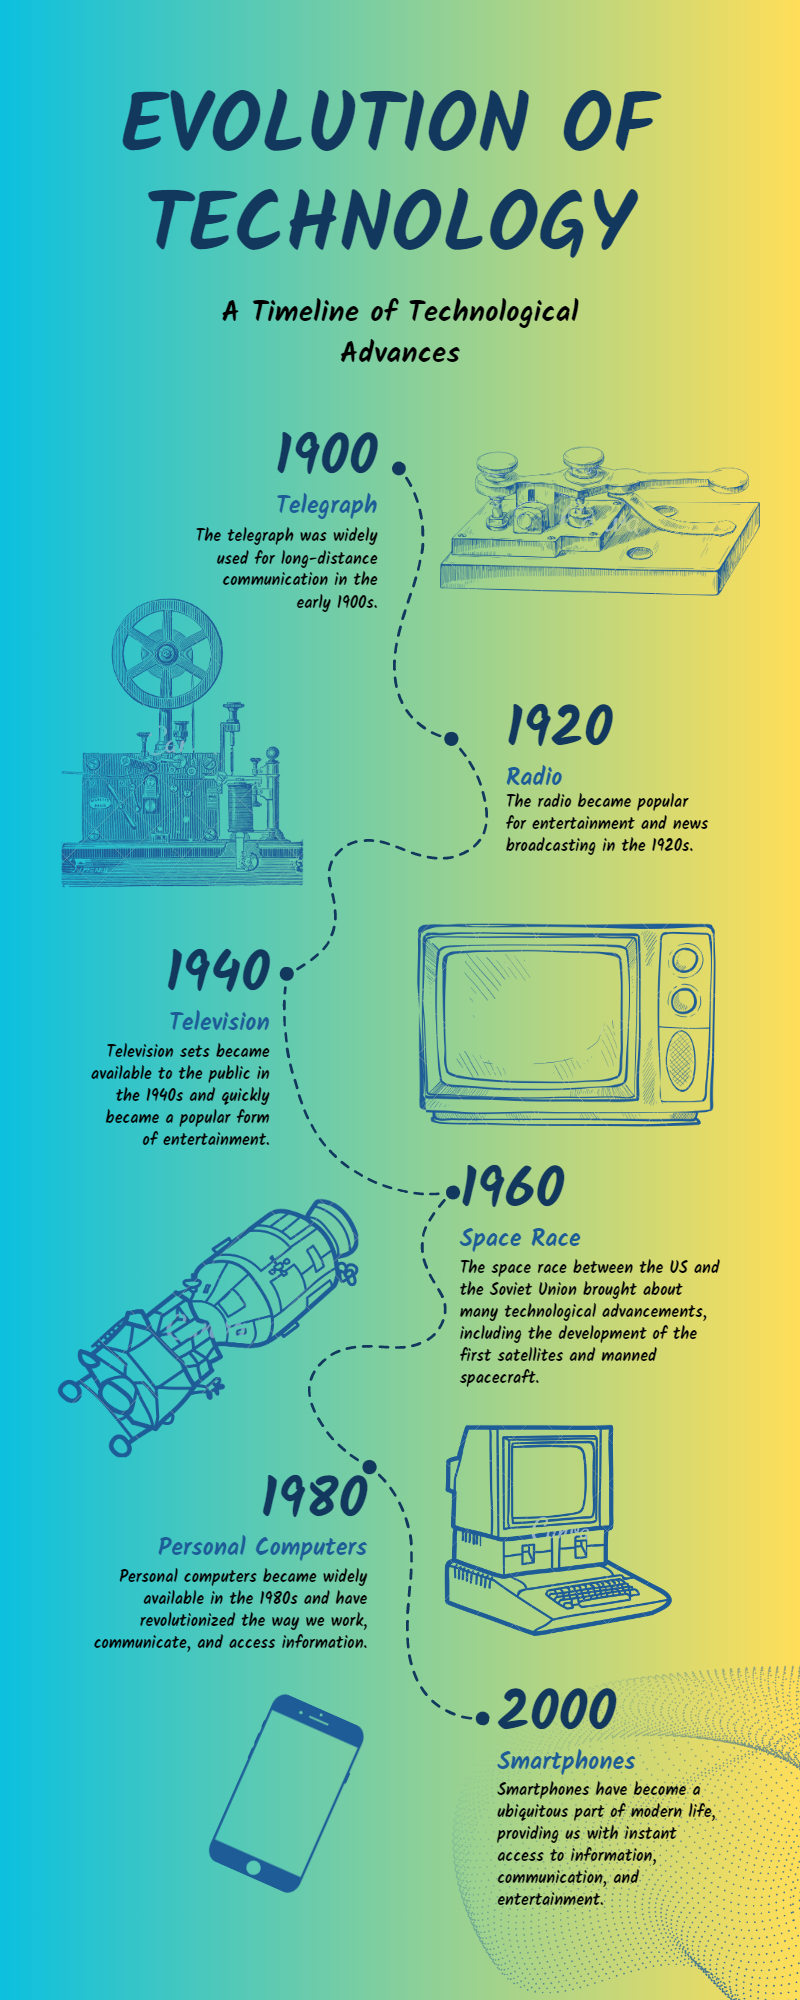 EVOLUTION OF
TECHNOLOGY
A Timeline of Technological
Advances
1900
Telegraph
The telegraph was widely
used for long-distance
communication in the
early 1900s.
1920
Radio
The radio became popular
for entertainment and news
broadcasting in the 1920s.
1940
Television
Television sets became
available to the public in
the 1940s and quickly
became a popular form
of entertainment.
1960
Space Race
The space race between the US and
the Soviet Union brought about
many technological advancements,
including the development of the
first satellites and manned
spacecraft.
1980
Personal Computers
Personal computers became widely
available in the 1980s and have
revolutionized the way we work,
communicate, and access information.
2000
Smartphones
Smartphones have become a
ubiquitous part of modern life,
providing us with instant
access to information,
communication, and
entertainment.